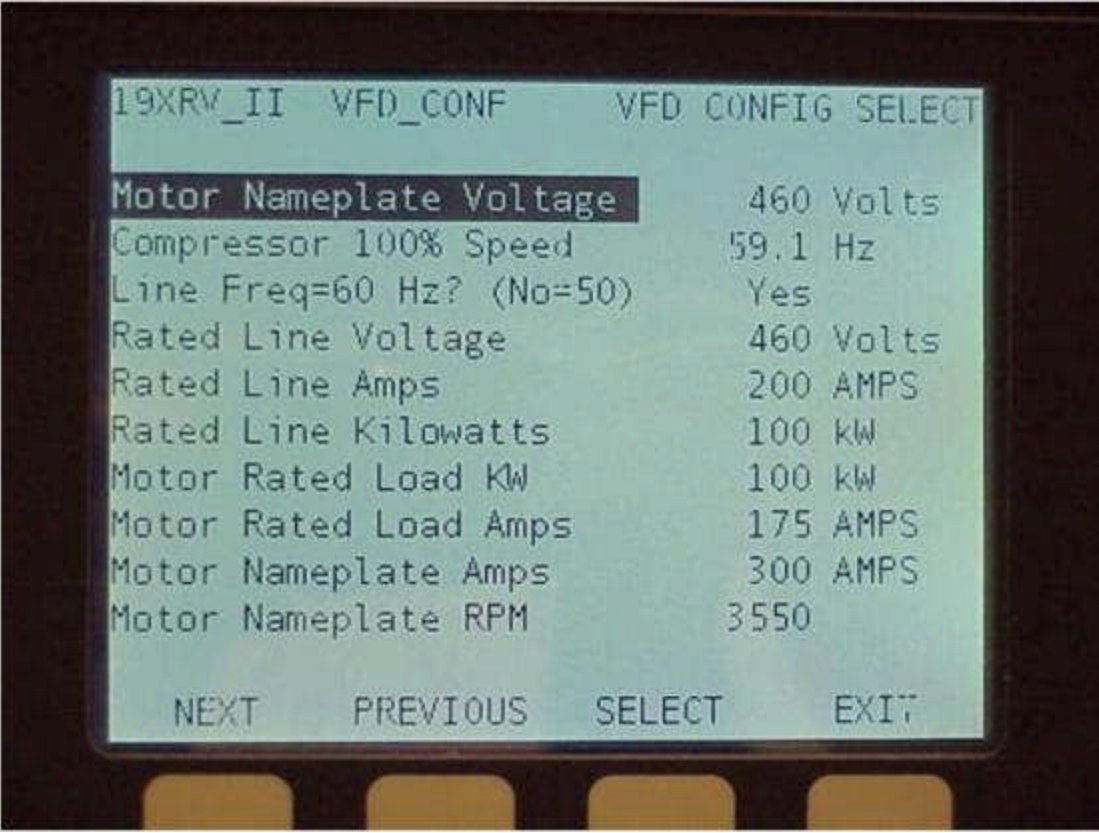 19XRV_II VFD_CONF VFD CONFIG SELECT
Motor Nameplate Voltage 460 Volts
Compressor 100% Speed 59.1 Hz
Line Freq=60 Hz? (No=50) Yes
Rated Line Voltage 460 Volts
Rated Line Amps 200 AMPS
Rated Line Kilowatts 100 kW
Motor Rated Load KW 100 kW
Motor Rated Load Amps 175 AMPS
Motor Nameplate Amps 300 AMPS
Motor Nameplate RPM 3550
NEXT PREVIOUS SELECT EXIT